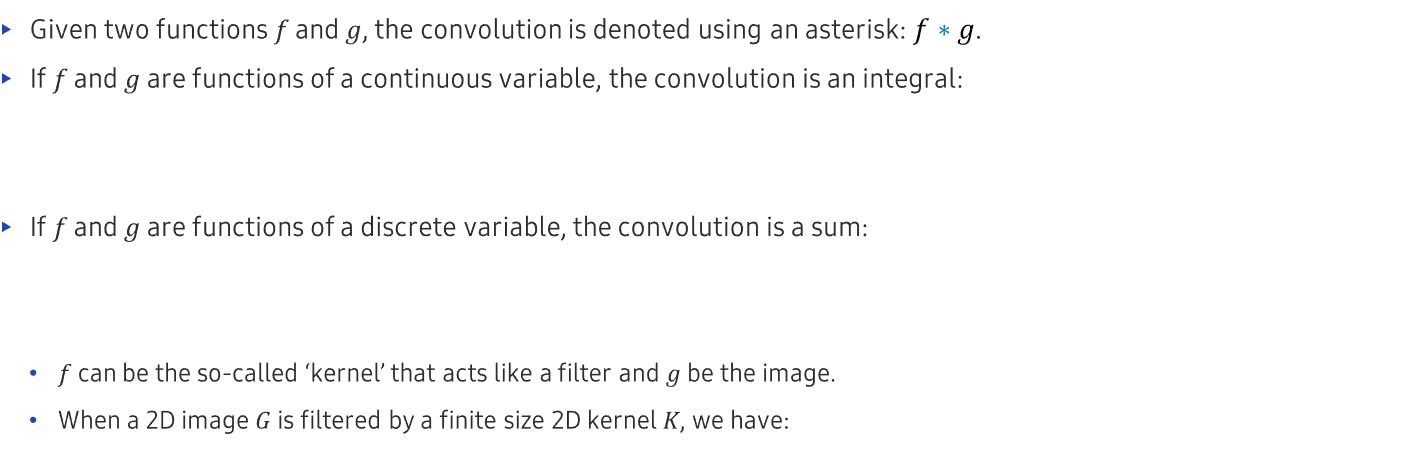 ▸ Given two functions f and g, the convolution is denoted using an asterisk: f * g.
▸ If f and g are functions of a continuous variable, the convolution is an integral:
▸ If f and g are functions of a discrete variable, the convolution is a sum:
• f can be the so-called ‘kernel’ that acts like a filter and g be the image.
• When a 2D image G is filtered by a finite size 2D kernel K, we have: